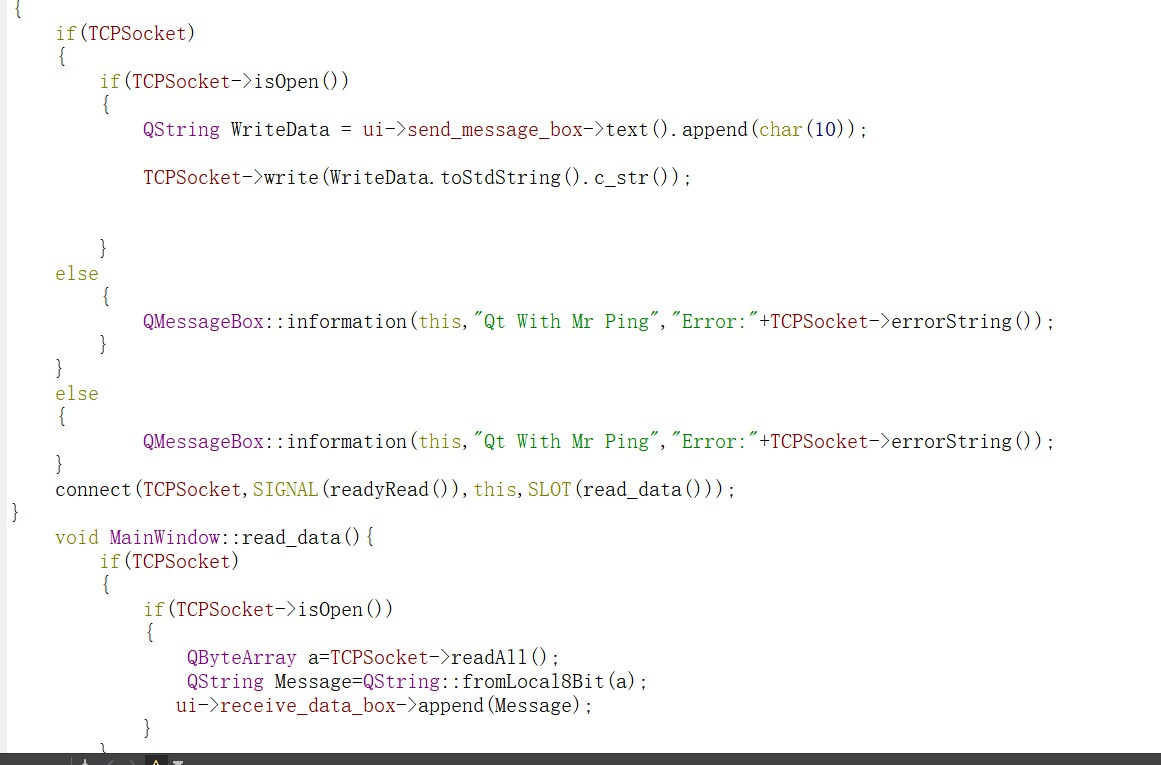 {
if(TCPSocket)
{
if(TCPSocket->isOpen())
{
QString WriteData = ui->send_message_box->text().append(char(10));
TCPSocket->write(WriteData.toStdString().c_str());
}
else
{
QMessageBox::information(this,"Qt With Mr Ping","Error:"+TCPSocket->errorString());
}
}
else
{
QMessageBox::information(this,"Qt With Mr Ping","Error:"+TCPSocket->errorString());
}
connect(TCPSocket,SIGNAL(readyRead()),this,SLOT(read_data()));
}
void MainWindow::read_data(){
if(TCPSocket)
{
if(TCPSocket->isOpen())
{
QByteArray a=TCPSocket->readAll();
QString Message=QString::fromLocal8Bit(a);
ui->receive_data_box->append(Message);
}
}